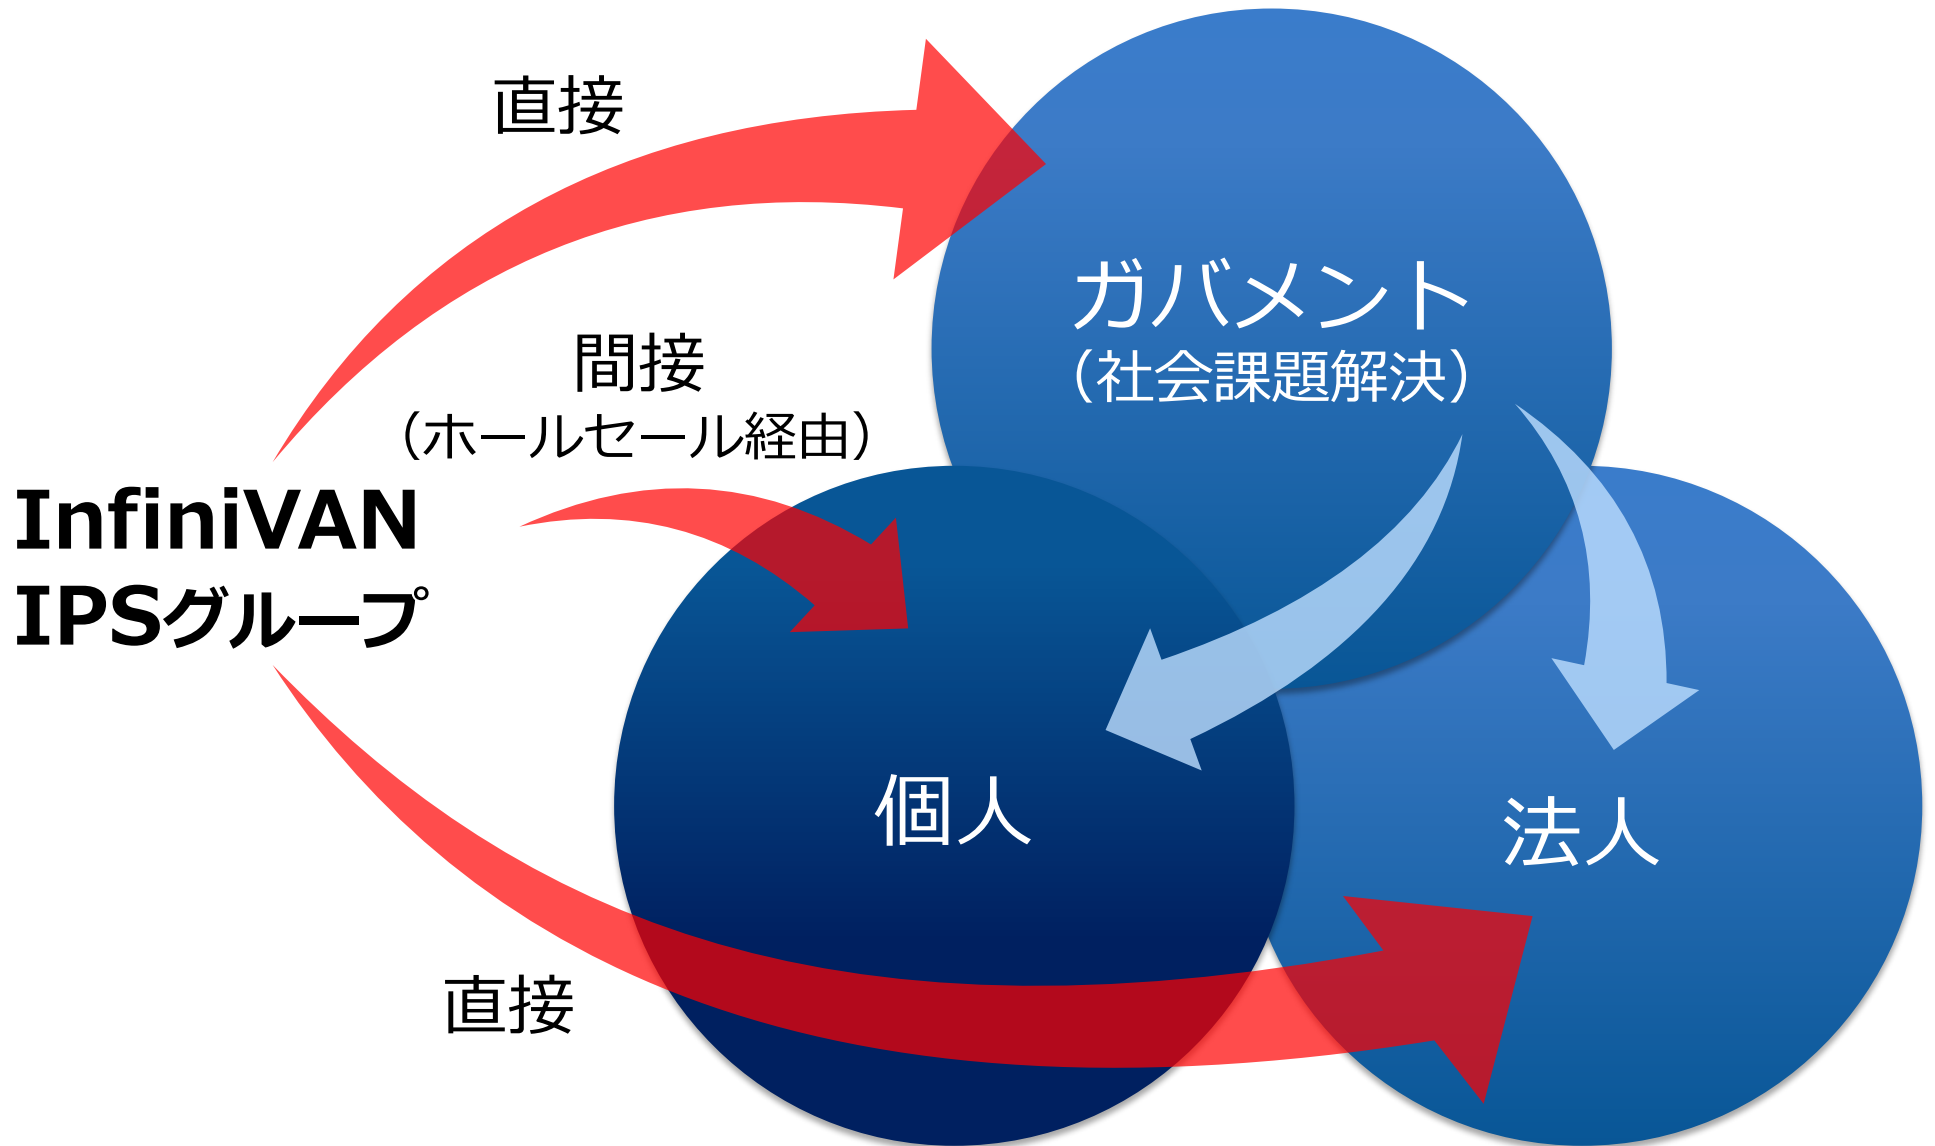 直接
ガバメント
（社会課題解決）
間接
（ホールセール経由）
InfiniVAN
IPSグループ
個人
法人
直接